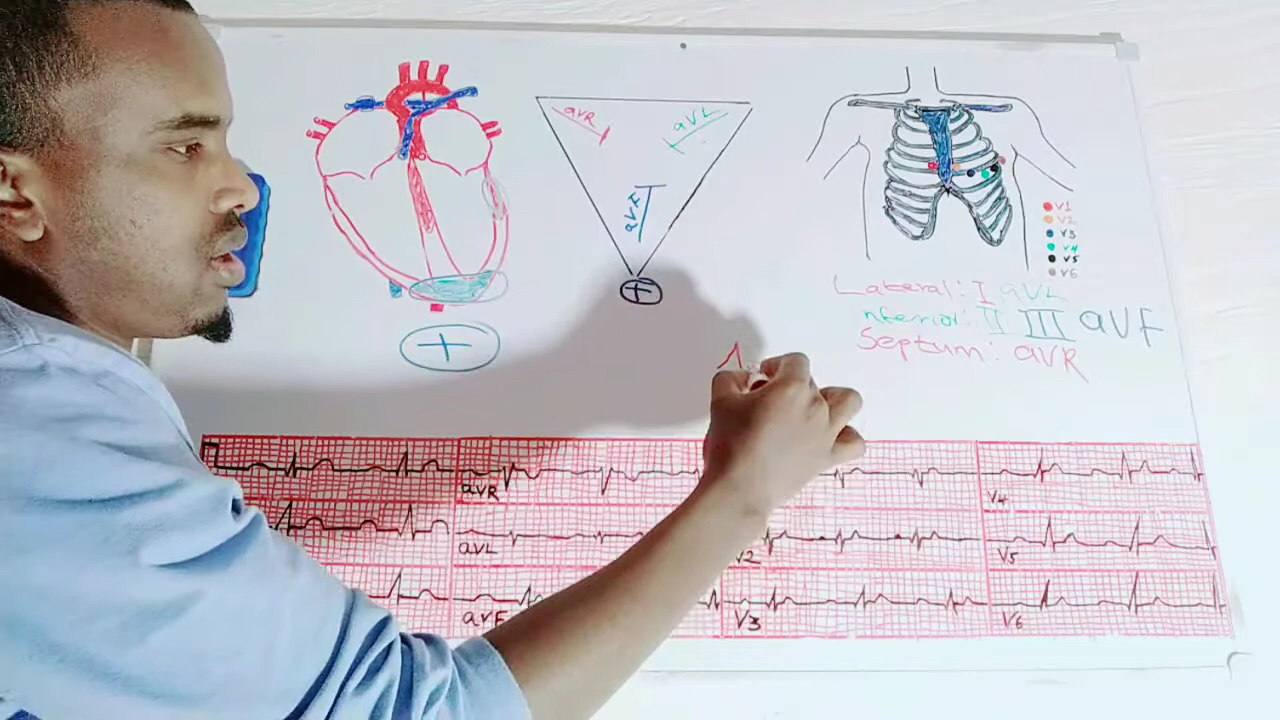 aVR
aVL
aVF
+
+
V1
V2
V3
V4
V5
V6
Lateral: I aVL
nferior: II III aVF
Septum: aVR
aVR
V4
aVL
V2
V5
aVF
V3
V6